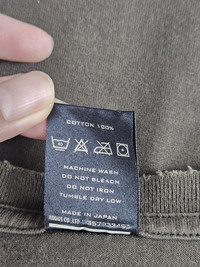 COTTON 100%
MACHINE WASH
DO NOT BLEACH
DO NOT IRON
TUMBLE DRY LOW
MADE IN JAPAN